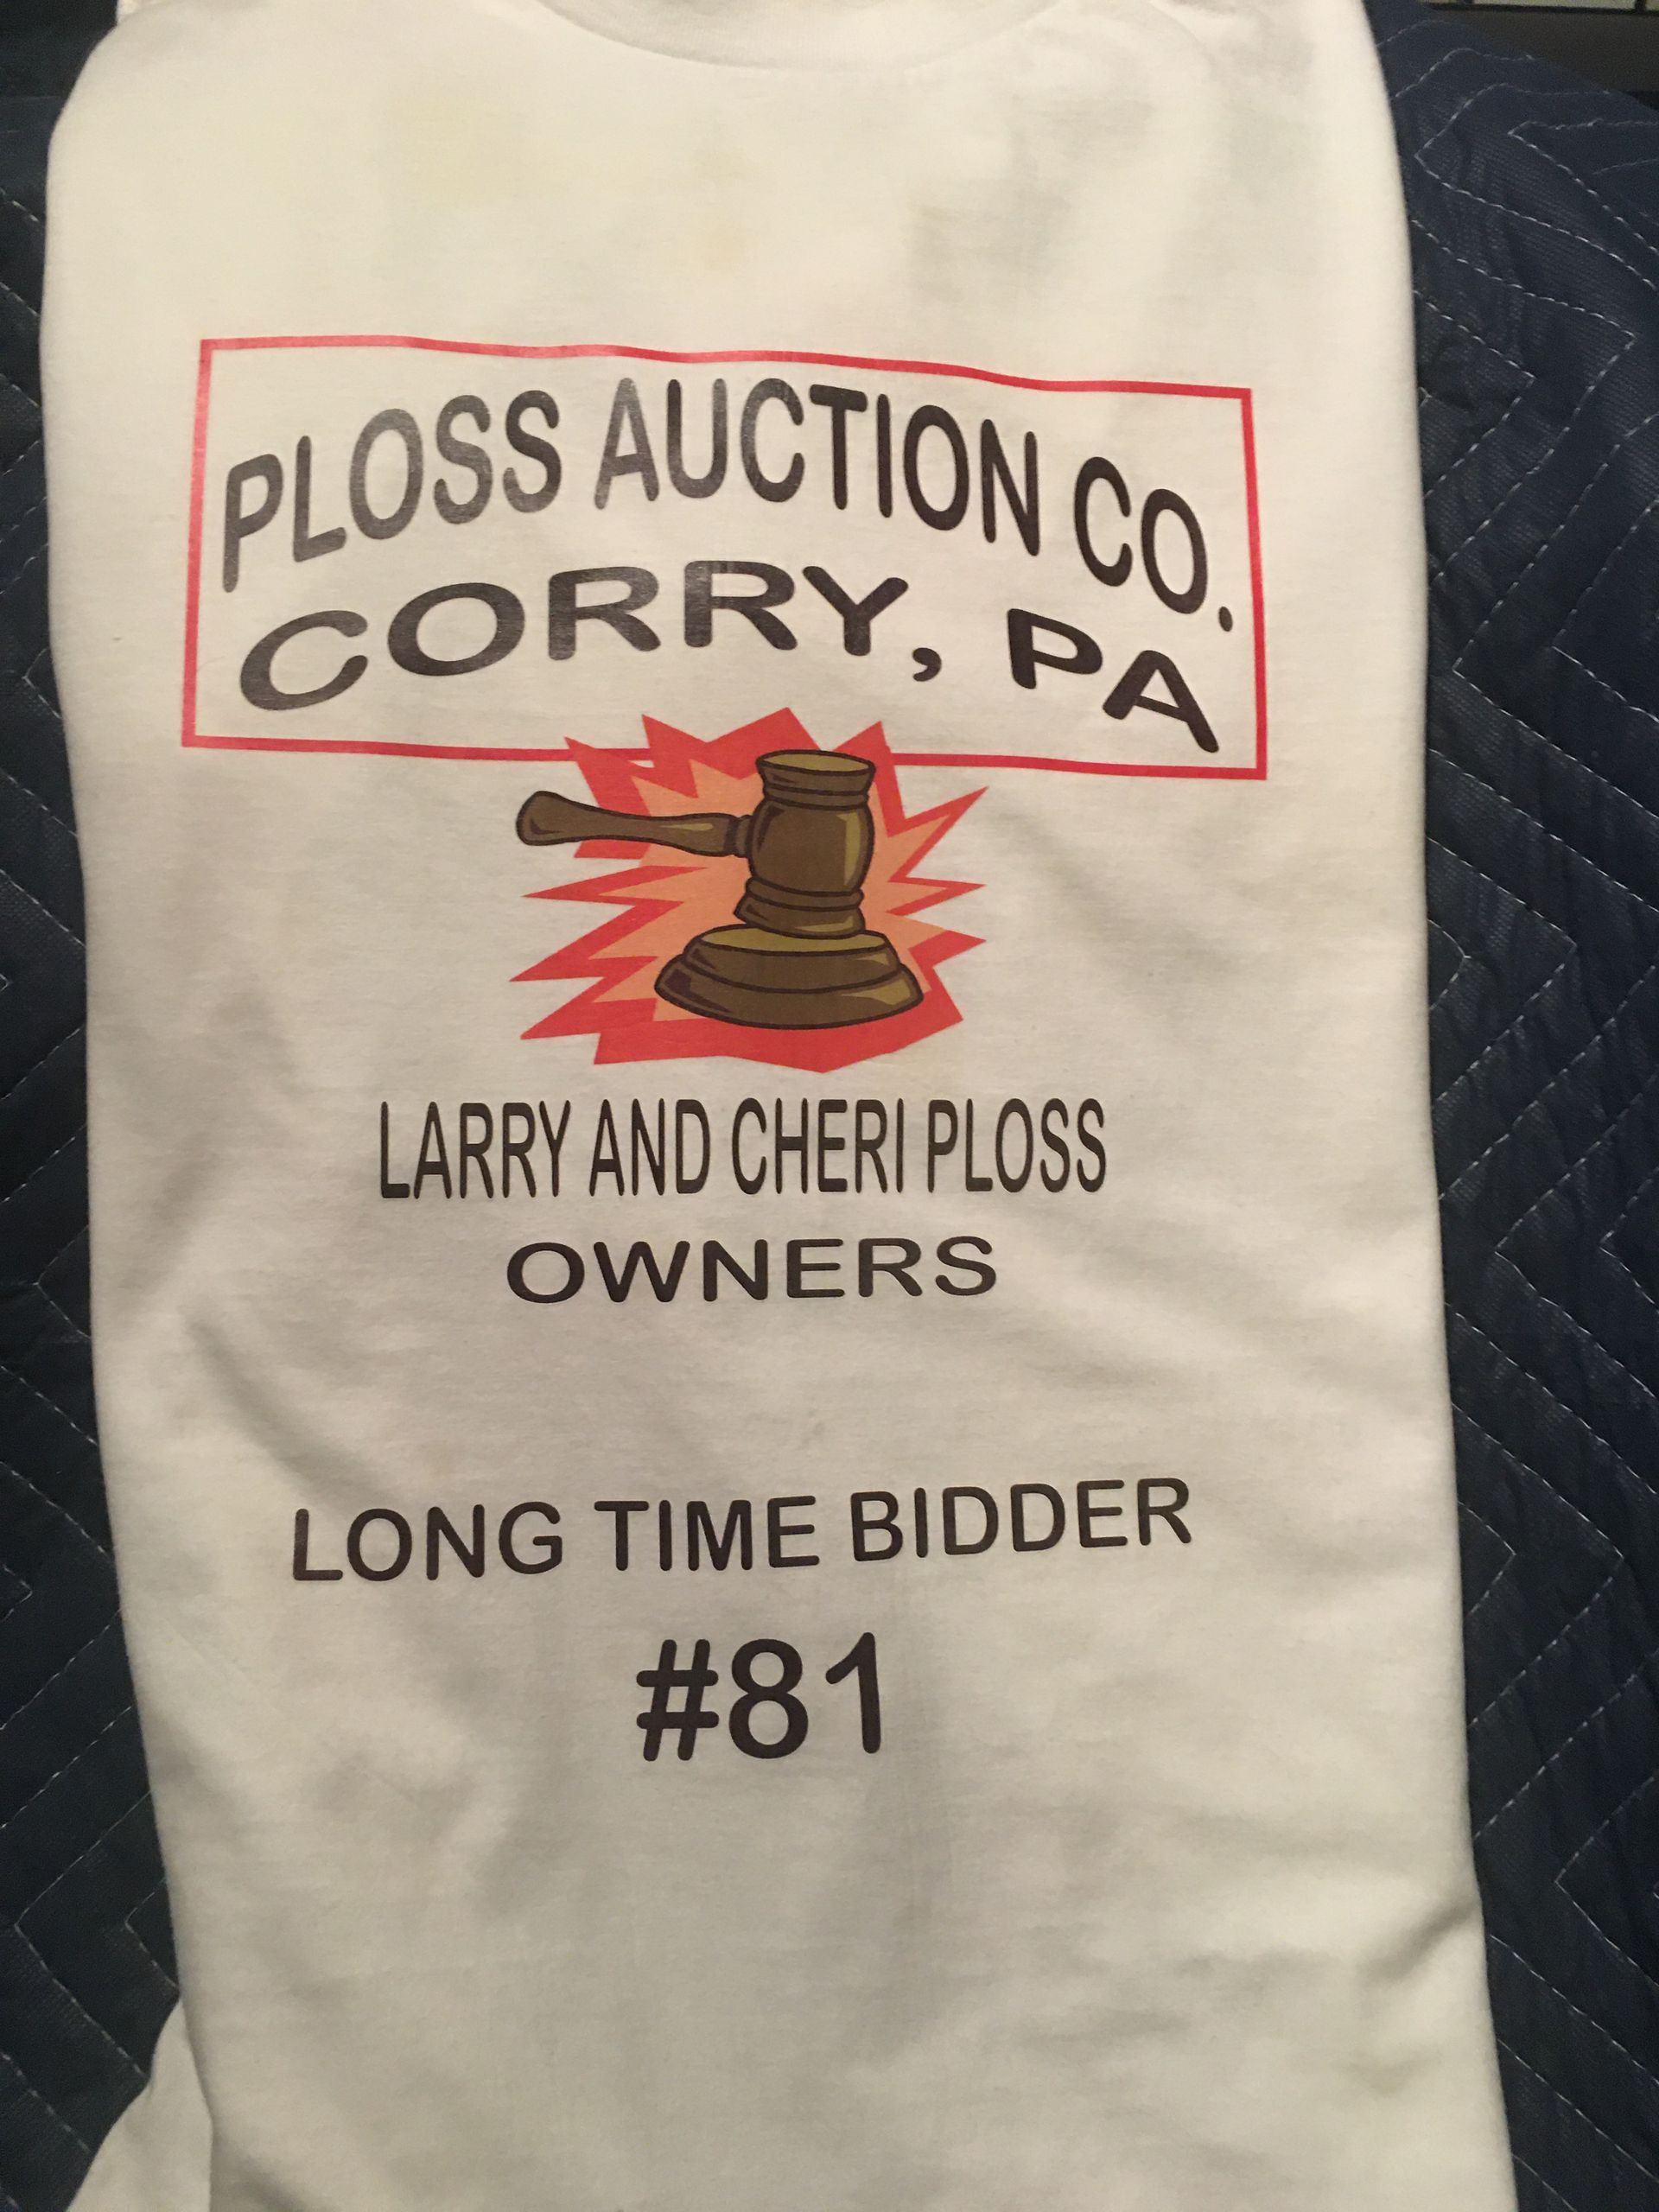 PLOSS AUCTION CO.
CORRY, PA
LARRY AND CHERI PLOSS
OWNERS
LONG TIME BIDDER
#81